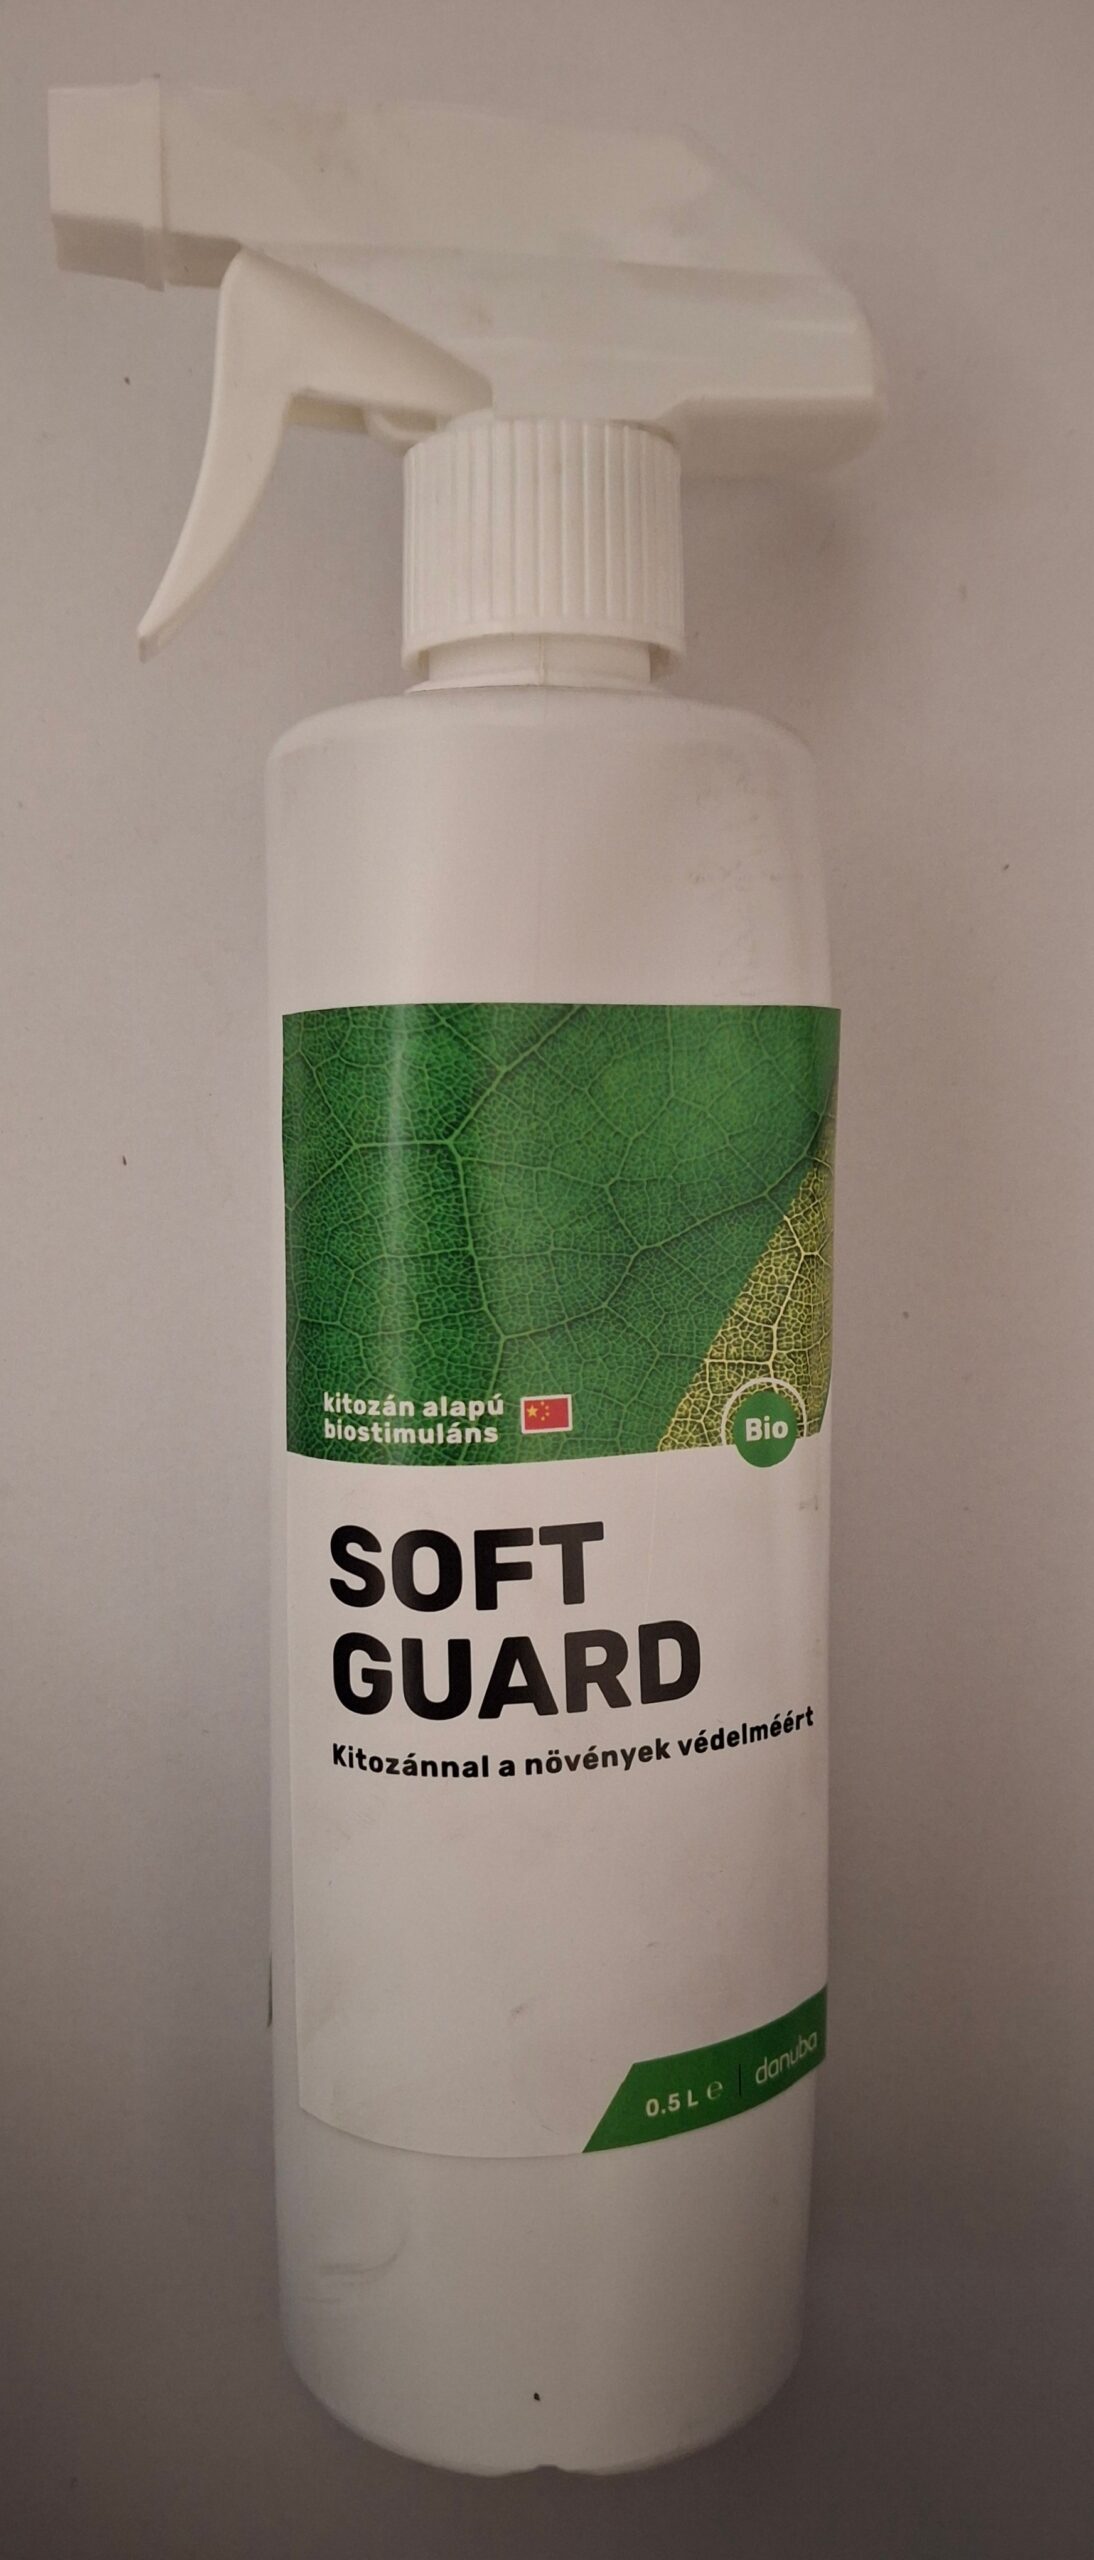 kitozán alapú
biostimuláns
Bio
SOFT
GUARD
Kitozánnal a növények védelméért
0.5 L e | danuba